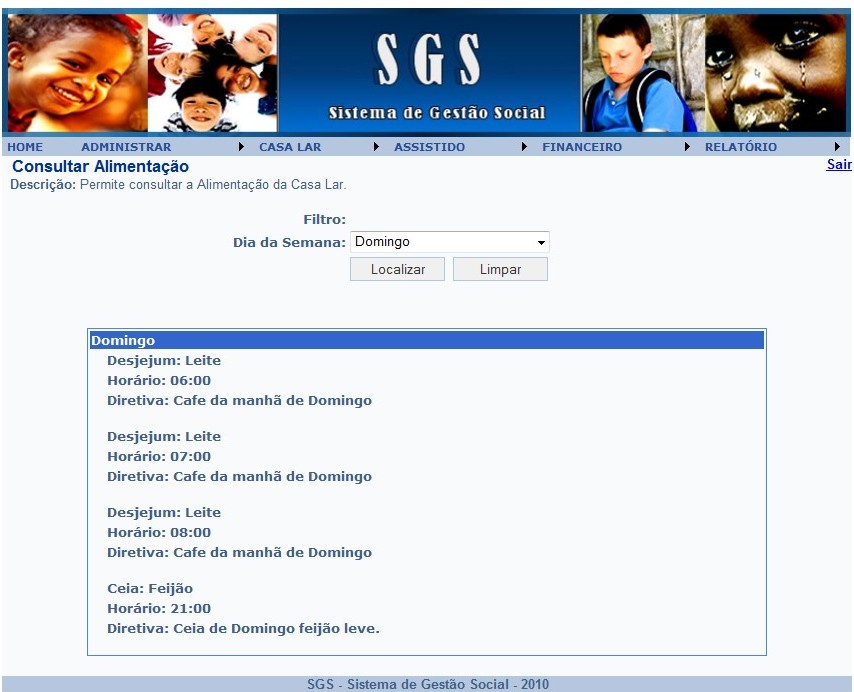 SGS
Sistema de Gestão Social
HOME ADMINISTRAR CASA LAR ASSISTIDO FINANCEIRO RELATÓRIO
Consultar Alimentação Sair
Descrição: Permite consultar a Alimentação da Casa Lar.
Filtro:
Dia da Semana: Domingo
Localizar Limpar
Domingo
Desjejum: Leite
Horário: 06:00
Diretiva: Cafe da manhã de Domingo
Desjejum: Leite
Horário: 07:00
Diretiva: Cafe da manhã de Domingo
Desjejum: Leite
Horário: 08:00
Diretiva: Cafe da manhã de Domingo
Ceia: Feijão
Horário: 21:00
Diretiva: Ceia de Domingo feijão leve.
SGS - Sistema de Gestão Social - 2010